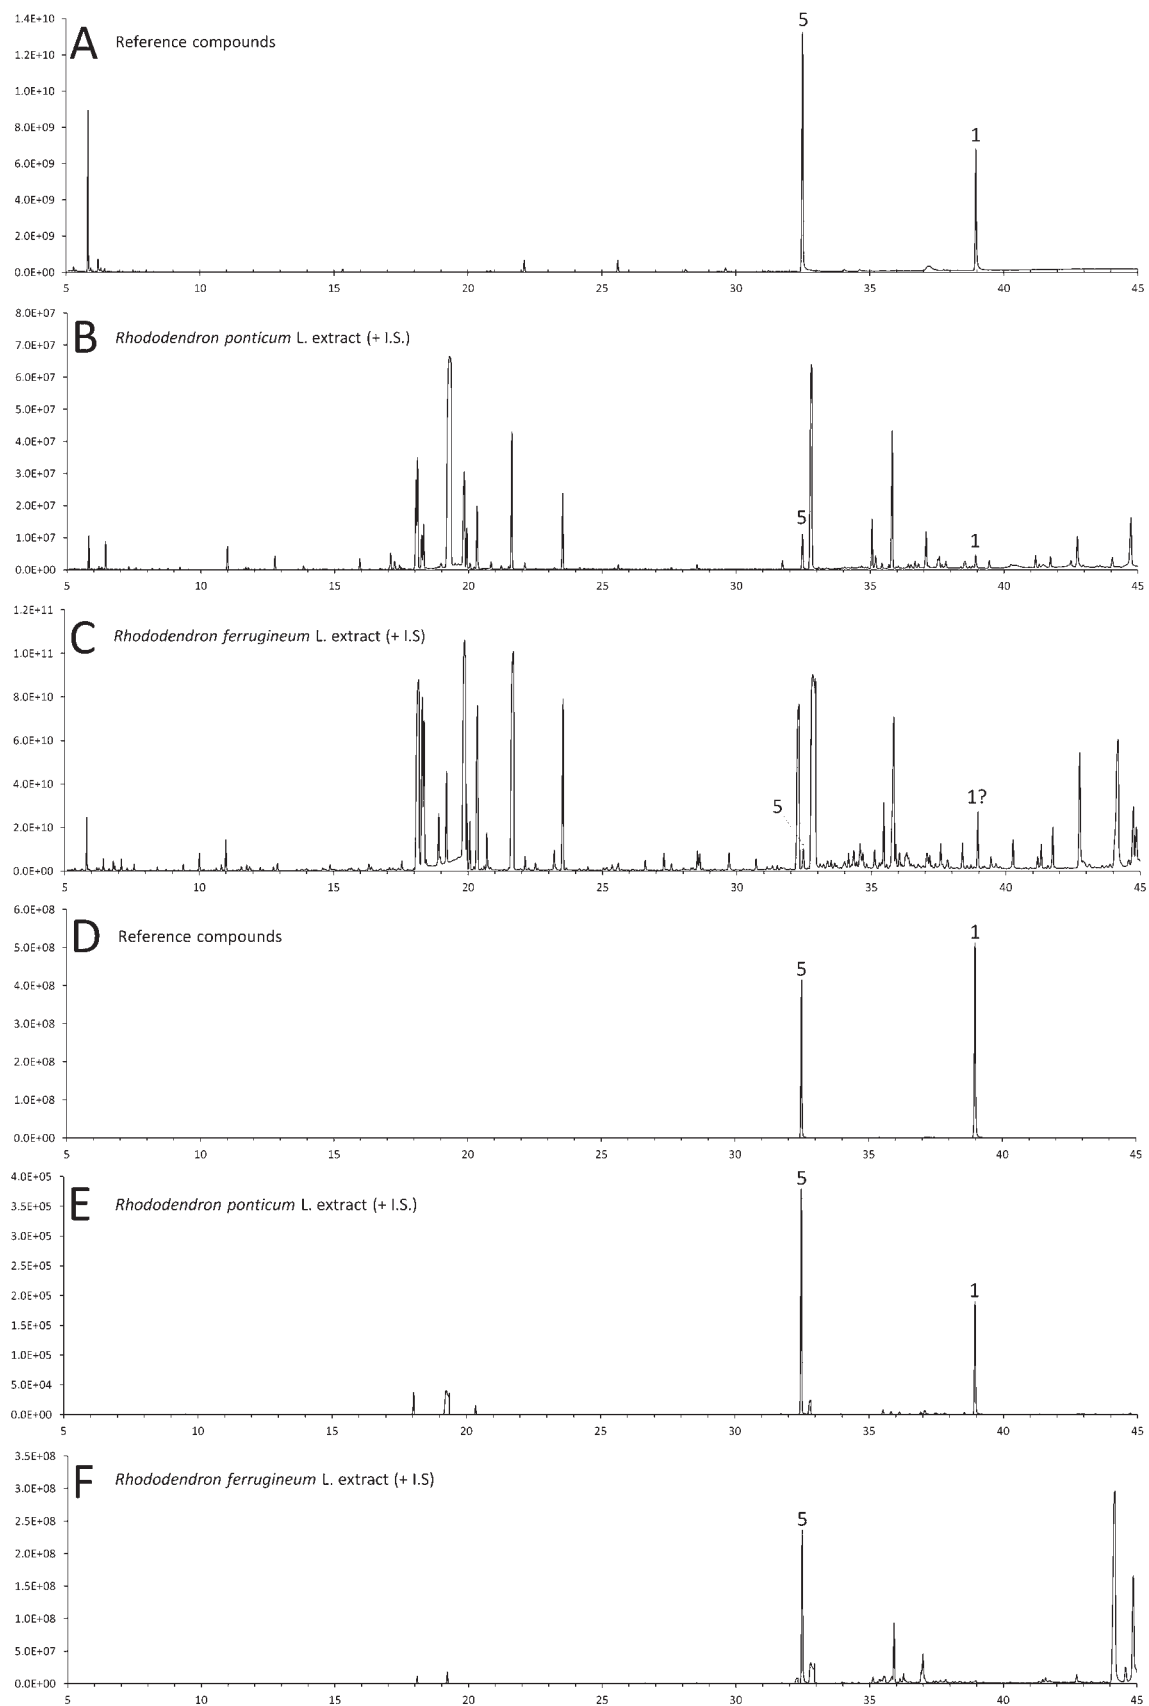 A Reference compounds
5
1
1.4E+10
1.2E+10
1.0E+10
8.0E+09
6.0E+09
4.0E+09
2.0E+09
0.0E+00
5 10 15 20 25 30 35 40 45
B Rhododendron ponticum L. extract (+ I.S.)
5
1
8.0E+07
7.0E+07
6.0E+07
5.0E+07
4.0E+07
3.0E+07
2.0E+07
1.0E+07
0.0E+00
5 10 15 20 25 30 35 40 45
C Rhododendron ferrugineum L. extract (+ I.S)
5
1?
1.2E+11
1.0E+11
8.0E+10
6.0E+10
4.0E+10
2.0E+10
0.0E+00
5 10 15 20 25 30 35 40 45
D Reference compounds
5
1
6.0E+08
5.0E+08
4.0E+08
3.0E+08
2.0E+08
1.0E+08
0.0E+00
5 10 15 20 25 30 35 40 45
E Rhododendron ponticum L. extract (+ I.S.)
5
1
4.0E+05
3.5E+05
3.0E+05
2.5E+05
2.0E+05
1.5E+05
1.0E+05
5.0E+04
0.0E+00
5 10 15 20 25 30 35 40 45
F Rhododendron ferrugineum L. extract (+ I.S)
5
3.5E+08
3.0E+08
2.5E+08
2.0E+08
1.5E+08
1.0E+08
5.0E+07
0.0E+00
5 10 15 20 25 30 35 40 45